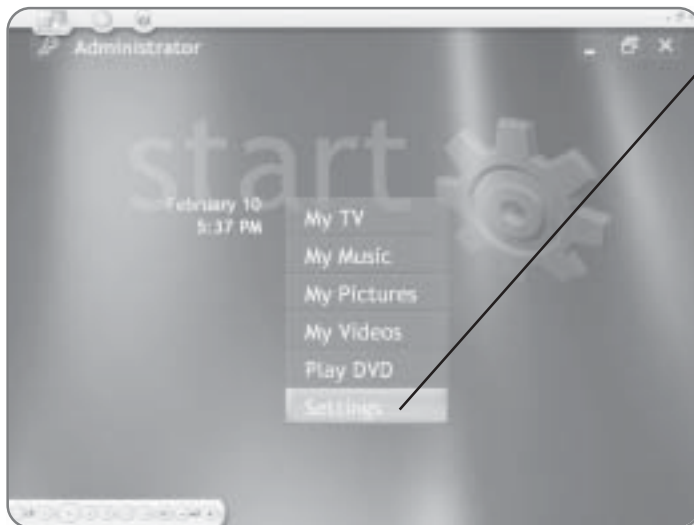 Administrator
start
February 10
5:37 PM
My TV
My Music
My Pictures
My Videos
Play DVD
Settings